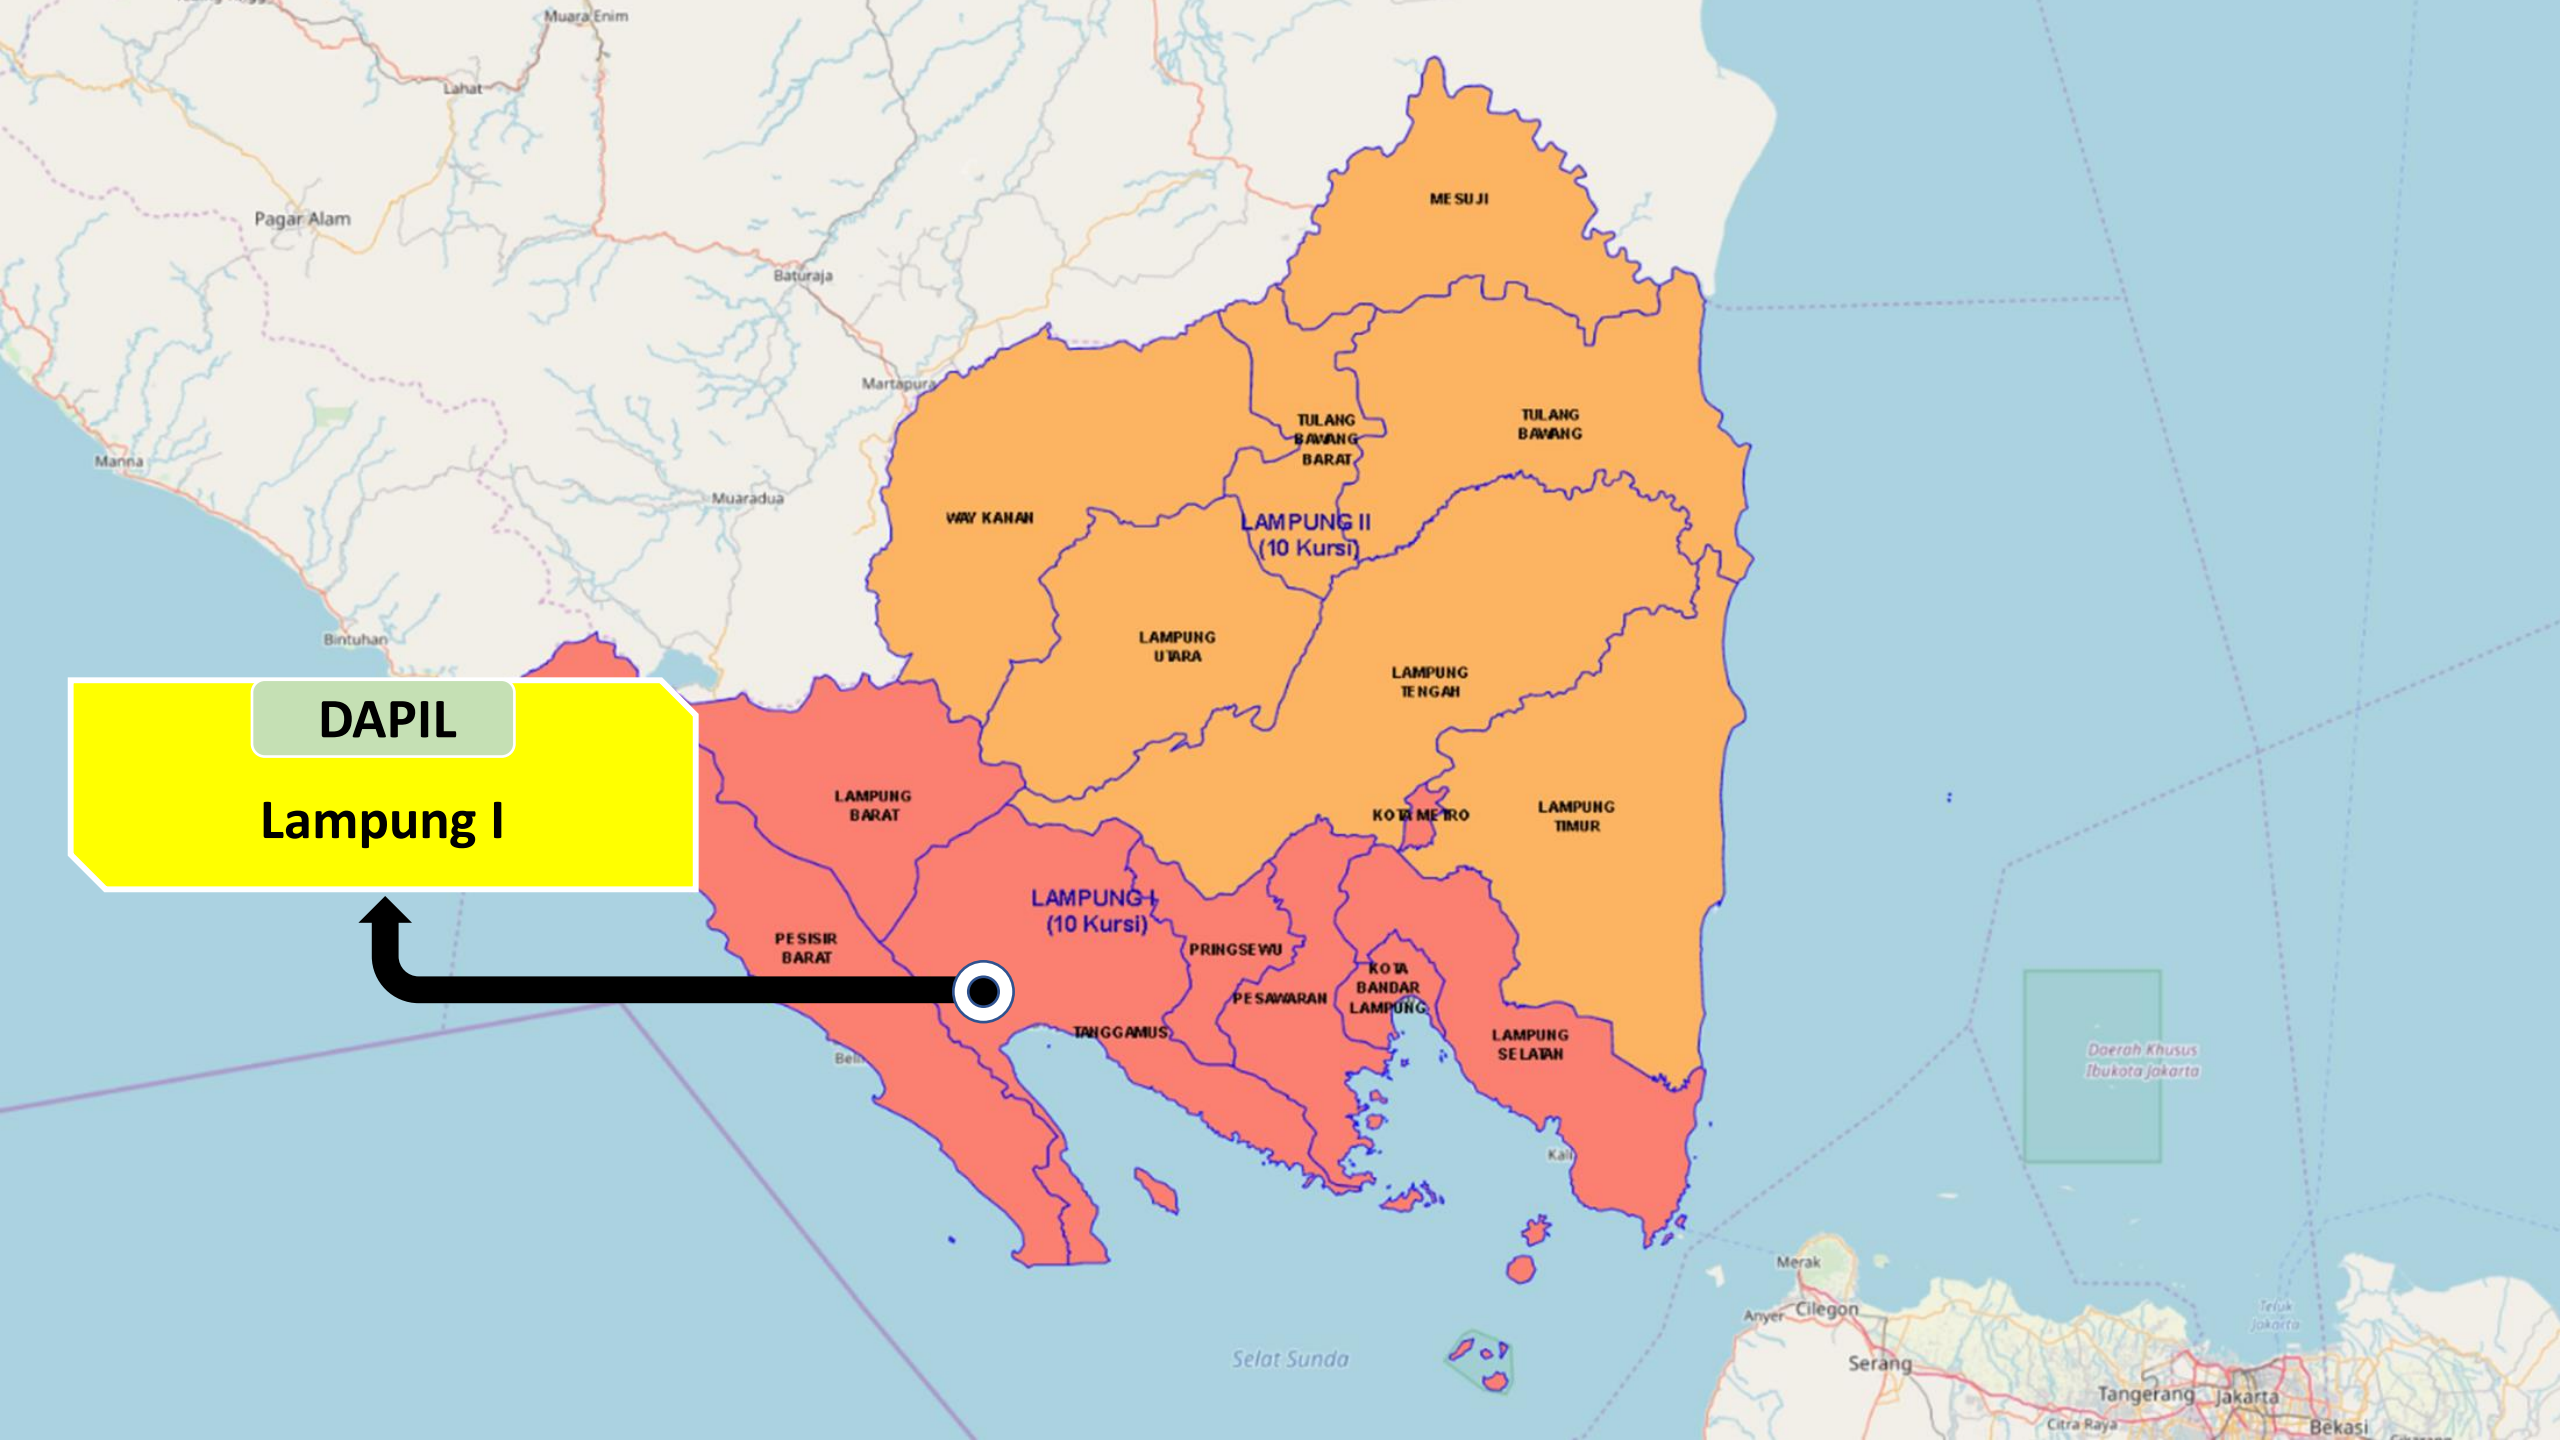 Muara Enim
Lahat
MESUJI
Pagar Alam
Baturaja
Martapura
TULANG
BAWANG
BARAT
TULANG
BAWANG
Manna
Muaradua
WAY KANAN
LAMPUNG II
(10 Kursi)
Bintuhan
LAMPUNG
UTARA
LAMPUNG
TENGAH
DAPIL
Lampung I
LAMPUNG
BARAT
KOTA METRO
LAMPUNG
TIMUR
LAMPUNG I
(10 Kursi)
PESISIR
BARAT
PRINGSEWU
KOTA
BANDAR
LAMPUNG
PESAWARAN
TANGGAMUS
LAMPUNG
SELATAN
Daerah Khusus
Ibukota Jakarta
Kali
Merak
Anyer
Cilegon
Teluk
Jakarta
Selat Sunda
Serang
Tangerang
Jakarta
Citra Raya
Bekasi